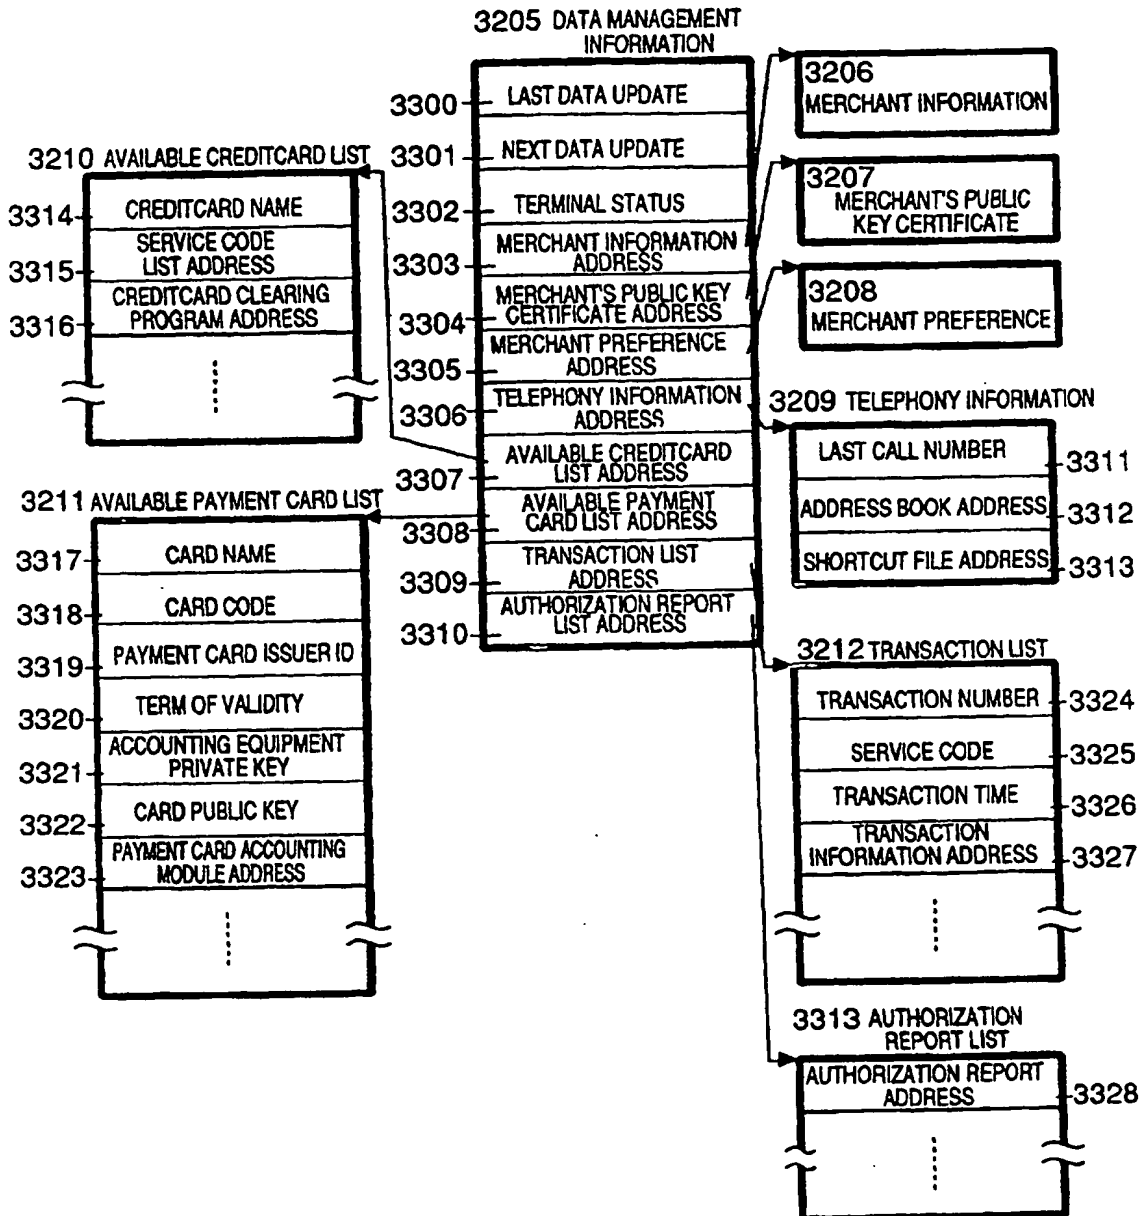 3205 DATA MANAGEMENT
INFORMATION
3300 LAST DATA UPDATE
3301 NEXT DATA UPDATE
3302 TERMINAL STATUS
MERCHANT INFORMATION
3303 ADDRESS
MERCHANT'S PUBLIC KEY
3304 CERTIFICATE ADDRESS
MERCHANT PREFERENCE
3305 ADDRESS
TELEPHONY INFORMATION
3306 ADDRESS
AVAILABLE CREDITCARD
3307 LIST ADDRESS
AVAILABLE PAYMENT
3308 CARD LIST ADDRESS
TRANSACTION LIST
3309 ADDRESS
AUTHORIZATION REPORT
3310 LIST ADDRESS
3210 AVAILABLE CREDITCARD LIST
3314 CREDITCARD NAME
SERVICE CODE
3315 LIST ADDRESS
CREDITCARD CLEARING
3316 PROGRAM ADDRESS
3211 AVAILABLE PAYMENT CARD LIST
3317 CARD NAME
3318 CARD CODE
3319 PAYMENT CARD ISSUER ID
3320 TERM OF VALIDITY
ACCOUNTING EQUIPMENT
3321 PRIVATE KEY
3322 CARD PUBLIC KEY
PAYMENT CARD ACCOUNTING
3323 MODULE ADDRESS
3206
MERCHANT INFORMATION
3207
MERCHANT'S PUBLIC
KEY CERTIFICATE
3208
MERCHANT PREFERENCE
3209 TELEPHONY INFORMATION
LAST CALL NUMBER 3311
ADDRESS BOOK ADDRESS 3312
SHORTCUT FILE ADDRESS 3313
3212 TRANSACTION LIST
TRANSACTION NUMBER 3324
SERVICE CODE 3325
TRANSACTION TIME 3326
TRANSACTION
INFORMATION ADDRESS 3327
3313 AUTHORIZATION
REPORT LIST
AUTHORIZATION REPORT
ADDRESS 3328